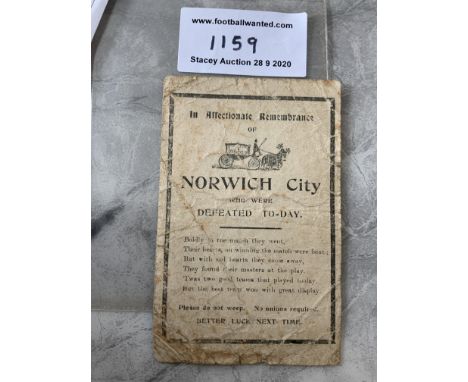 www.footballwanted.com
1159
Stacey Auction 28 9 2020
In Affectionate Remembrance
OF
NORWICH City
WHO WERE
DEFEATED TO-DAY.
Boldly to the match they went,
Their hearts, on winning the match were bent;
But with sad hearts they came away,
They found their masters at the play.
'Twas two good teams that played to-day
But the best team won with great display.
Please do not weep. No onions required.
BETTER LUCK NEXT TIME.